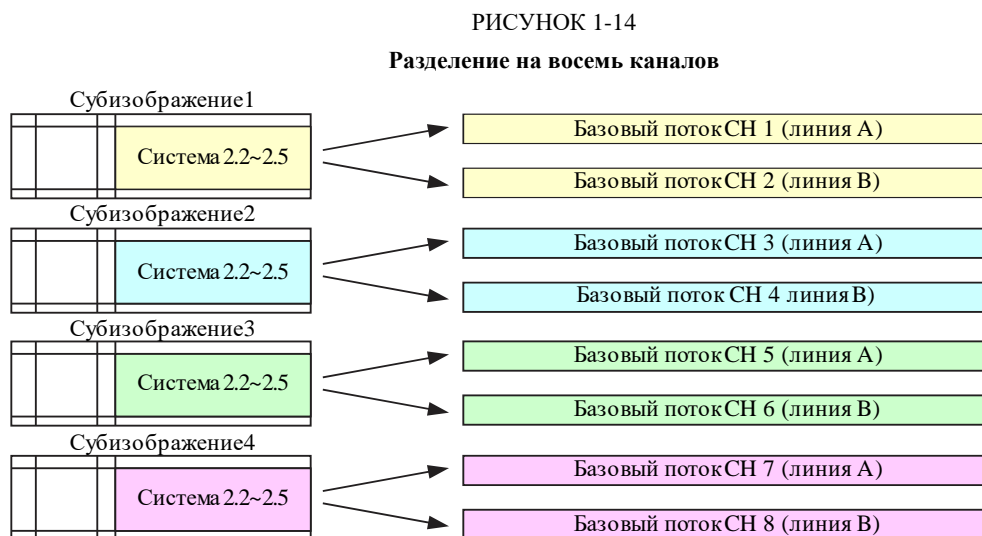 РИСУНОК 1-14
Разделение на восемь каналов
Субизображение1
Система 2.2~2.5
Базовый поток CH 1 (линия A)
Базовый поток CH 2 (линия B)
Субизображение2
Система 2.2~2.5
Базовый поток CH 3 (линия A)
Базовый поток CH 4 линия B)
Субизображение3
Система 2.2~2.5
Базовый поток CH 5 (линия A)
Базовый поток CH 6 (линия B)
Субизображение4
Система 2.2~2.5
Базовый поток CH 7 (линия A)
Базовый поток CH 8 (линия B)